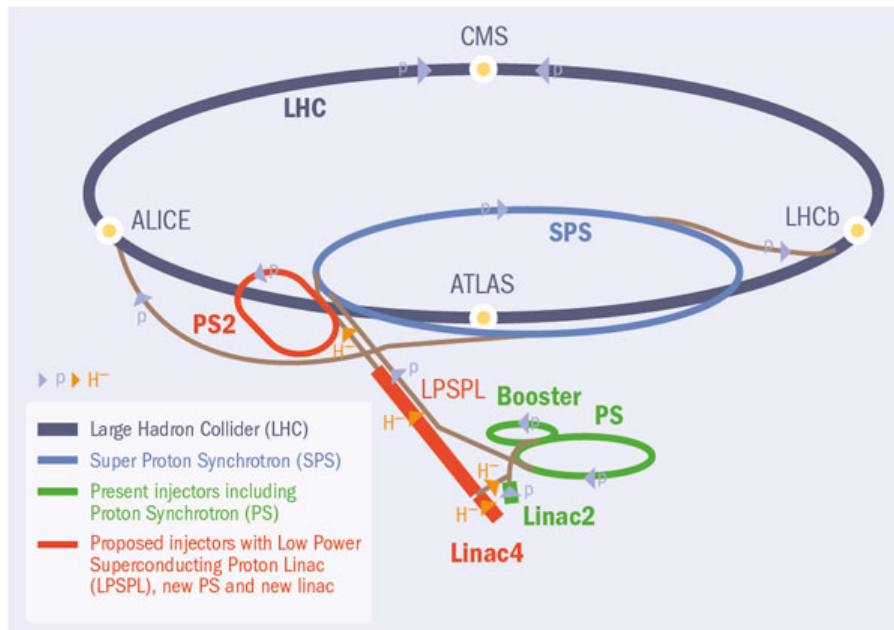 CMS
p
p
LHC
ALICE
p
SPS
LHCb
p
p
ATLAS
PS2
p
H⁻
p
LPSPL
p H⁻
H⁻
Booster
p
PS
p
H⁻
p
H⁻
Linac2
Linac4
Large Hadron Collider (LHC)
Super Proton Synchrotron (SPS)
Present injectors including
Proton Synchrotron (PS)
Proposed injectors with Low Power
Superconducting Proton Linac
(LPSPL), new PS and new linac